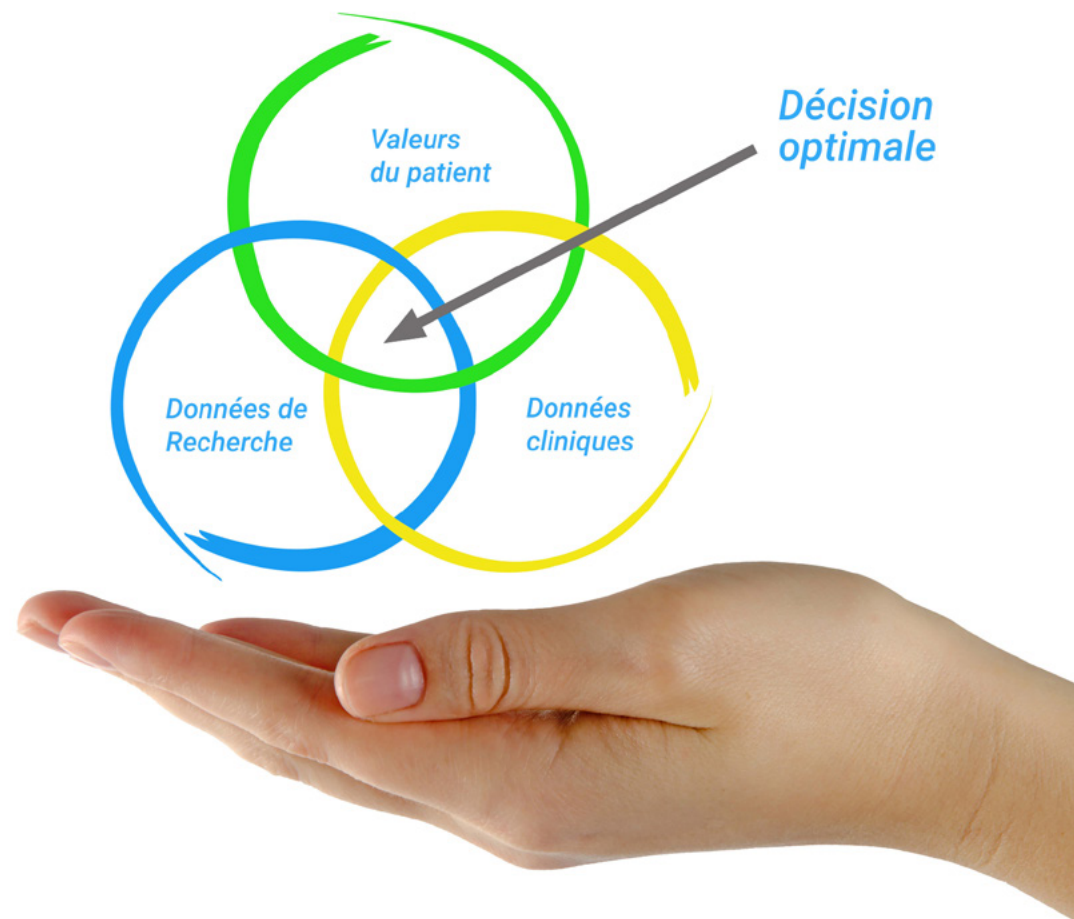 Valeurs
du patient
Décision
optimale
Données de
Recherche
Données
cliniques